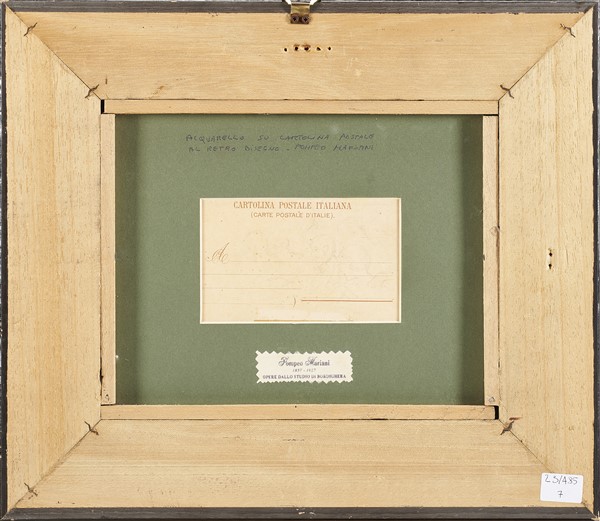 ACQUARELLO SU CARTOLINA POSTALE
AL RETRO DISEGNO - POMPEO MARIANI
CARTOLINA POSTALE ITALIANA
(CARTE POSTALE D'ITALIE).
A
Pompeo Mariani
1857 - 1927
OPERE DALLO STUDIO DI BORDIGHERA
LS/435
7